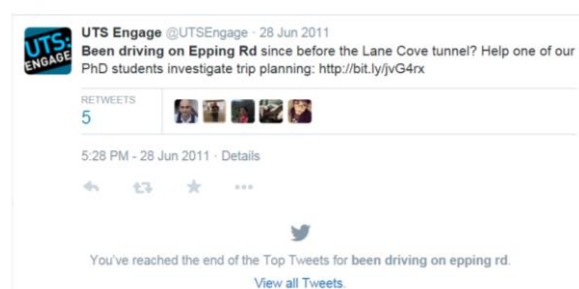 UTS Engage @UTSEngage · 28 Jun 2011
UTS:
ENGAGE
Been driving on Epping Rd since before the Lane Cove tunnel? Help one of our
PhD students investigate trip planning: http://bit.ly/jvG4rx
RETWEETS
5
5:28 PM - 28 Jun 2011 · Details
You've reached the end of the Top Tweets for been driving on epping rd.
View all Tweets.